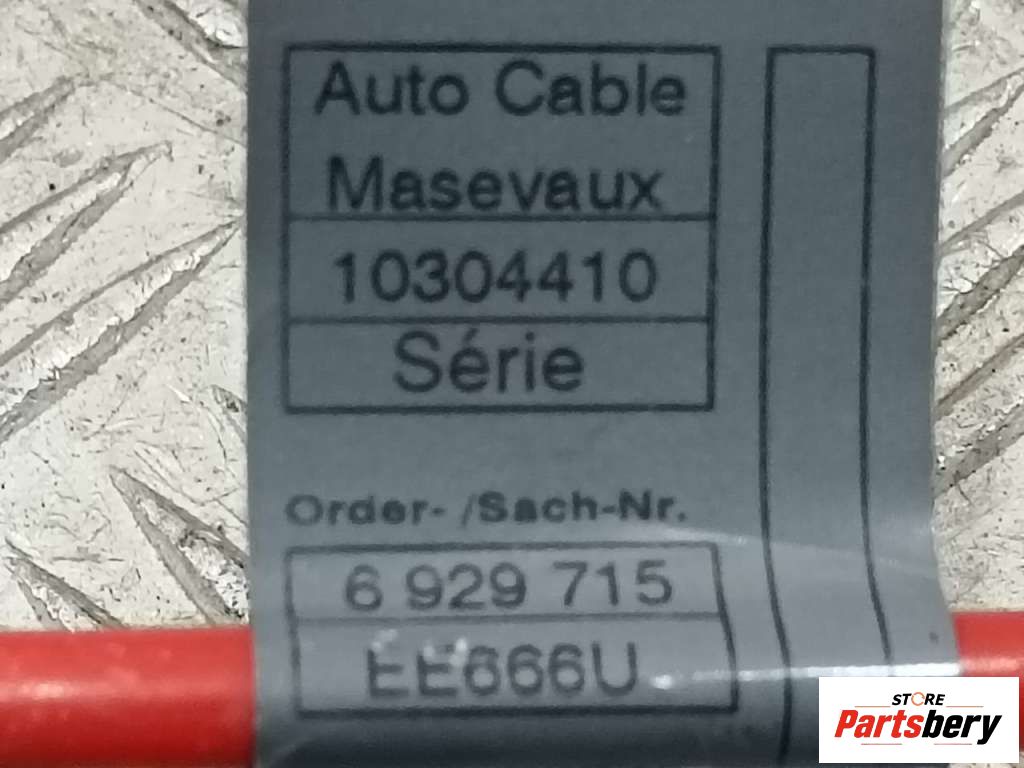 Auto Cable
Masevaux
10304410
Série
Order- /Sach-Nr.
6 929 715
EE666U
STORE
Partsbery